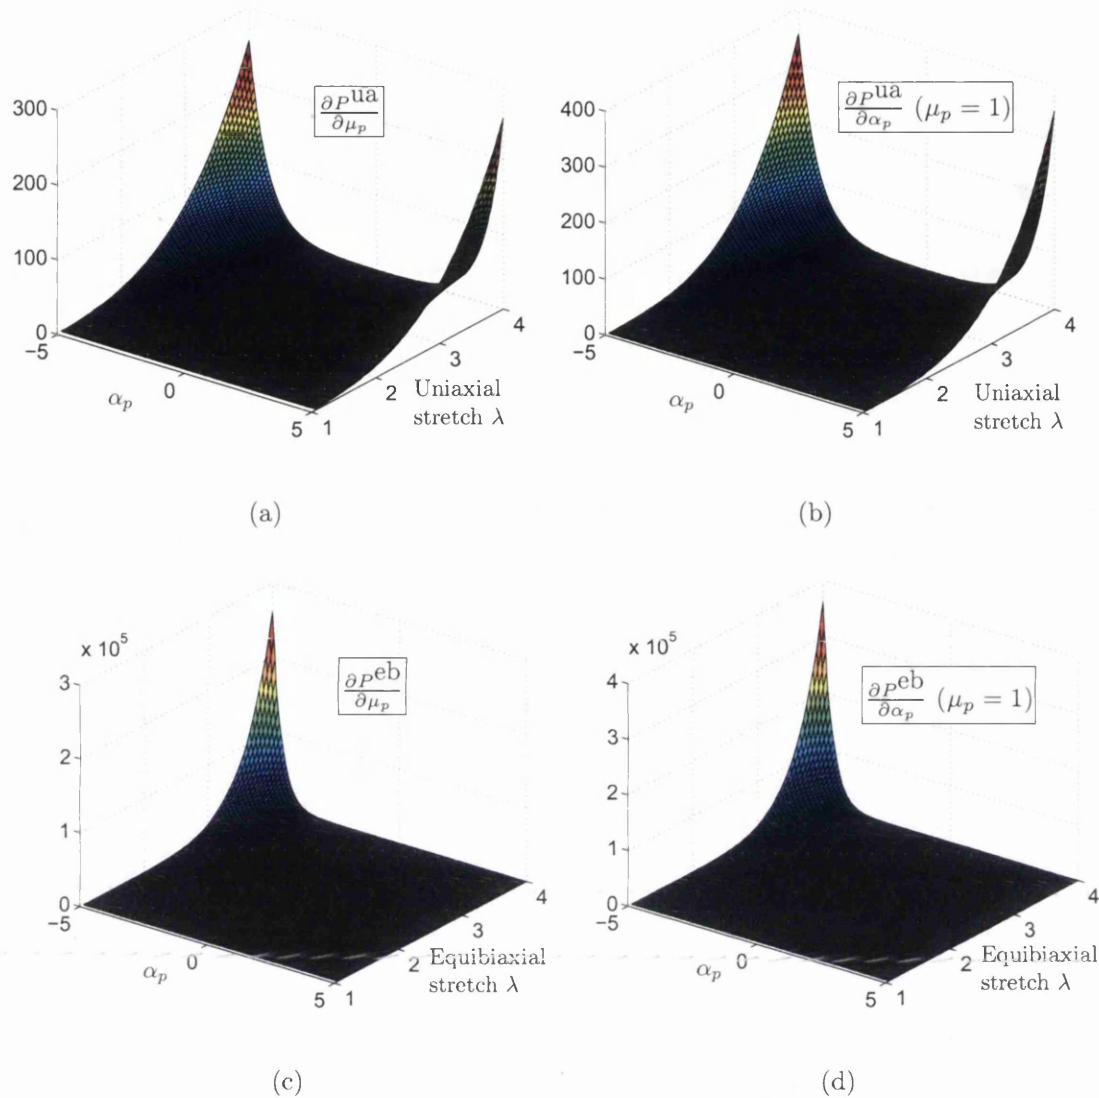 300
200
100
0
−5
0
5
1
2
3
4
α_p
Uniaxial
stretch λ
∂P^ua/∂μ_p
(a)
400
300
200
100
0
−5
0
5
1
2
3
4
α_p
Uniaxial
stretch λ
∂P^ua/∂α_p (μ_p = 1)
(b)
x 10^5
3
2
1
0
−5
0
5
1
2
3
4
α_p
Equibiaxial
stretch λ
∂P^eb/∂μ_p
(c)
x 10^5
4
3
2
1
0
−5
0
5
1
2
3
4
α_p
Equibiaxial
stretch λ
∂P^eb/∂α_p (μ_p = 1)
(d)